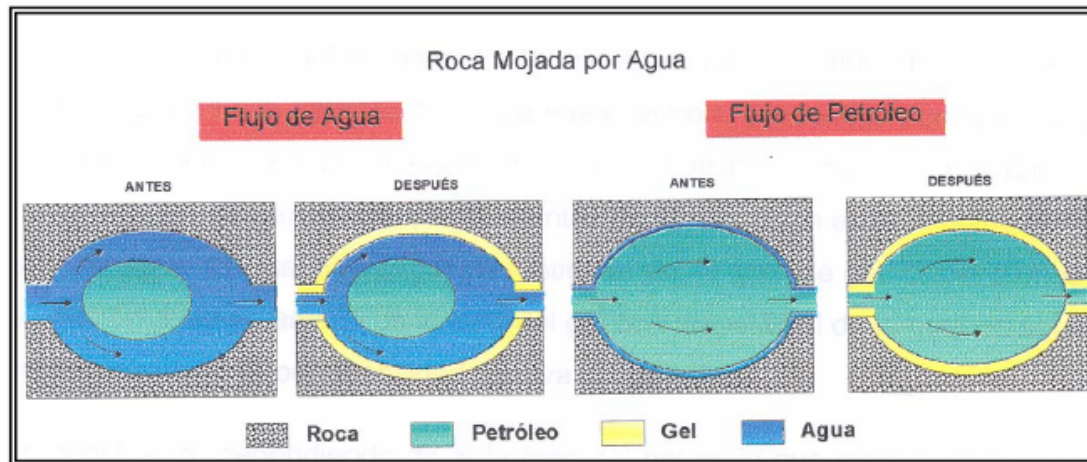 Roca Mojada por Agua
Flujo de Agua
Flujo de Petróleo
ANTES
DESPUÉS
ANTES
DESPUÉS
Roca
Petróleo
Gel
Agua